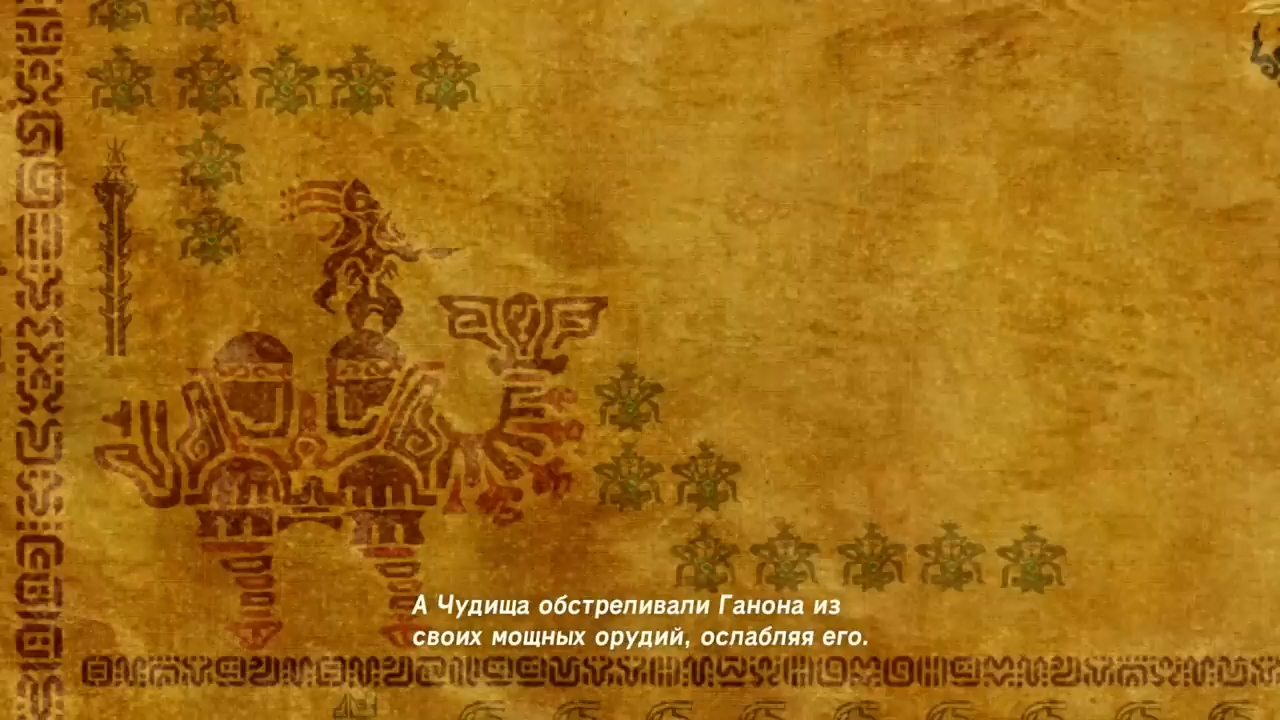 А Чудища обстреливали Ганона из
своих мощных орудий, ослабляя его.